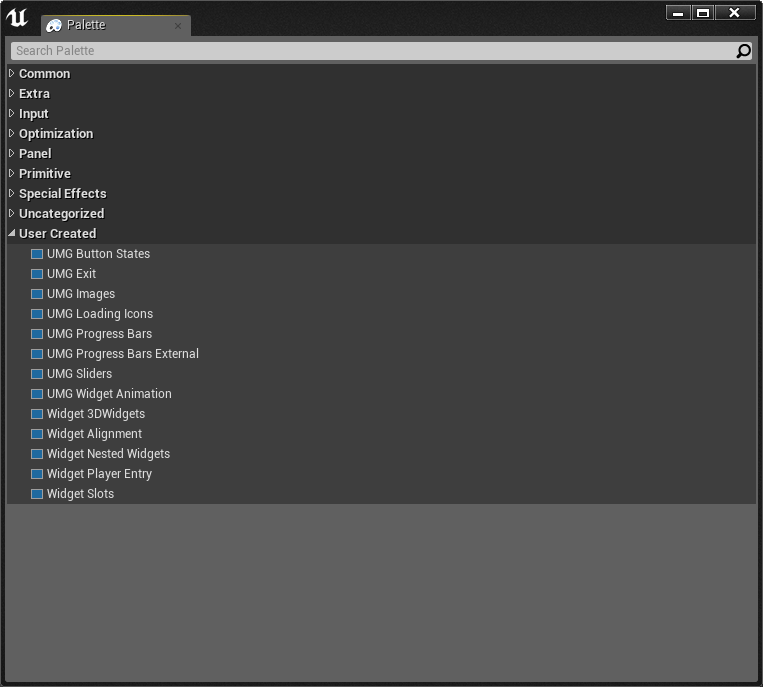 Palette
Search Palette
Common
Extra
Input
Optimization
Panel
Primitive
Special Effects
Uncategorized
User Created
UMG Button States
UMG Exit
UMG Images
UMG Loading Icons
UMG Progress Bars
UMG Progress Bars External
UMG Sliders
UMG Widget Animation
Widget 3DWidgets
Widget Alignment
Widget Nested Widgets
Widget Player Entry
Widget Slots